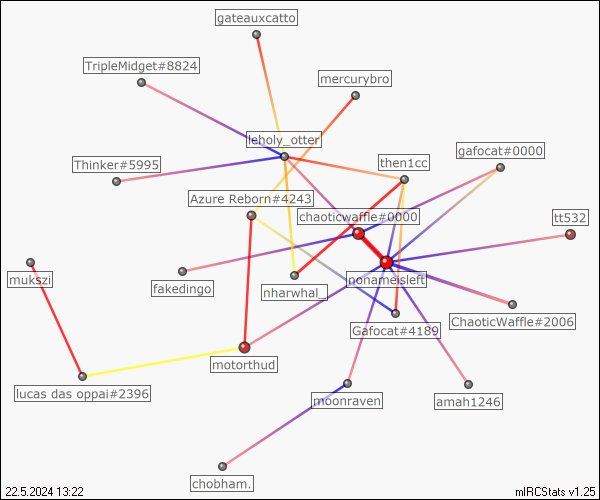 gateauxcatto
TripleMidget#8824
mercurybro
leholy_otter
Thinker#5995
then1cc
gafocat#0000
Azure Reborn#4243
chaoticwaffle#0000
tt532
mukszi
fakedingo
nharwhal_
nonameisleft
Gafocat#4189
ChaoticWaffle#2006
motorthud
lucas das oppai#2396
moonraven
amah1246
chobham.
22.5.2024 13:22
mIRCStats v1.25